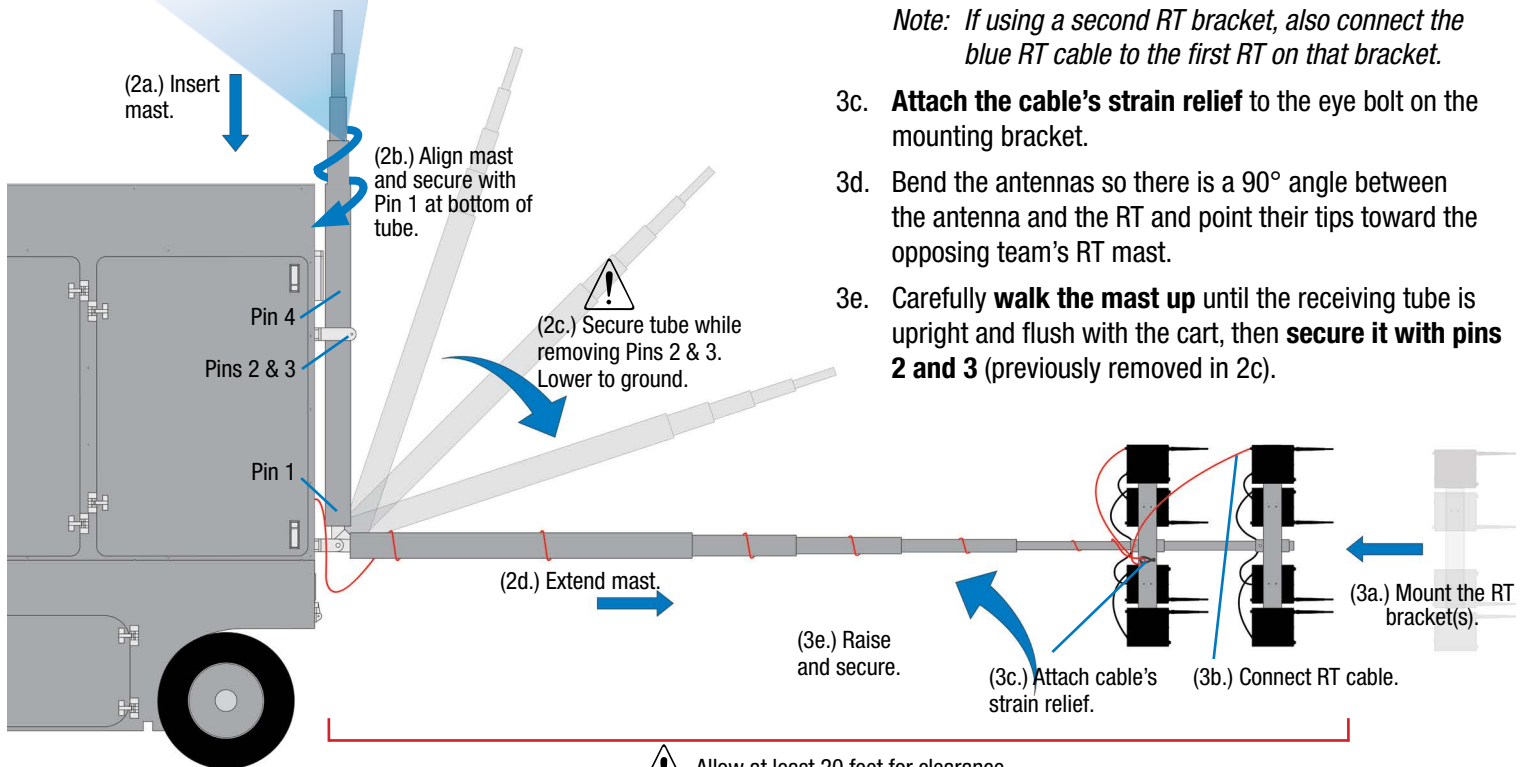 Note: If using a second RT bracket, also connect the
blue RT cable to the first RT on that bracket.
3c. Attach the cable's strain relief to the eye bolt on the
mounting bracket.
3d. Bend the antennas so there is a 90° angle between
the antenna and the RT and point their tips toward the
opposing team's RT mast.
3e. Carefully walk the mast up until the receiving tube is
upright and flush with the cart, then secure it with pins
2 and 3 (previously removed in 2c).
(2a.) Insert
mast.
(2b.) Align mast
and secure with
Pin 1 at bottom of
tube.
(2c.) Secure tube while
removing Pins 2 & 3.
Lower to ground.
Pin 4
Pins 2 & 3
Pin 1
(2d.) Extend mast.
(3a.) Mount the RT
bracket(s).
(3e.) Raise
and secure.
(3c.) Attach cable's
strain relief.
(3b.) Connect RT cable.
Allow at least 20 feet for clearance